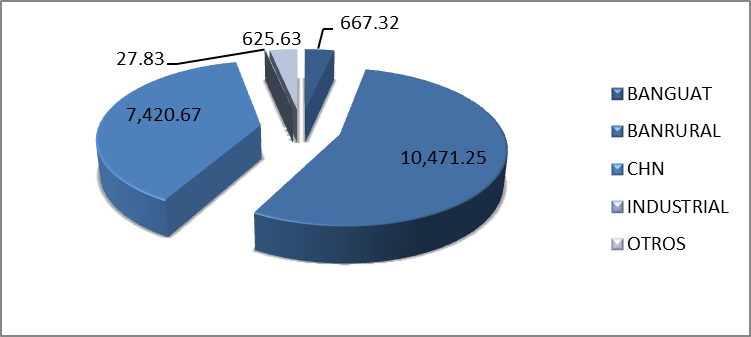 667.32
625.63
27.83
7,420.67
10,471.25
BANGUAT
BANRURAL
CHN
INDUSTRIAL
OTROS